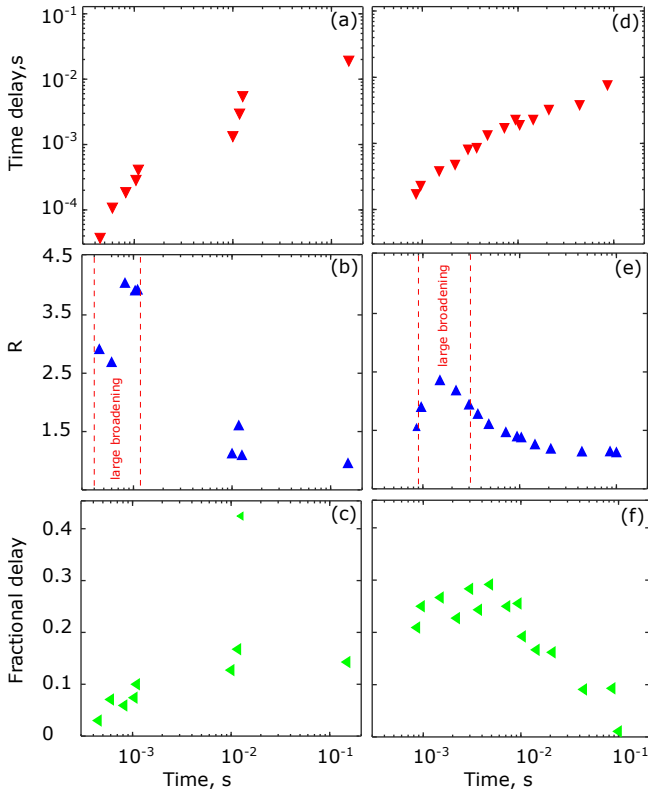 10⁻¹ (a) (d)
Time delay,s
10⁻²
10⁻³
10⁻⁴
4.5 (b) (e)
3.5
R
2.5
1.5
large broadening
large broadening
(c) (f)
0.4
0.3
Fractional delay
0.2
0.1
0
10⁻³ 10⁻² 10⁻¹ 10⁻³ 10⁻² 10⁻¹
Time, s Time, s